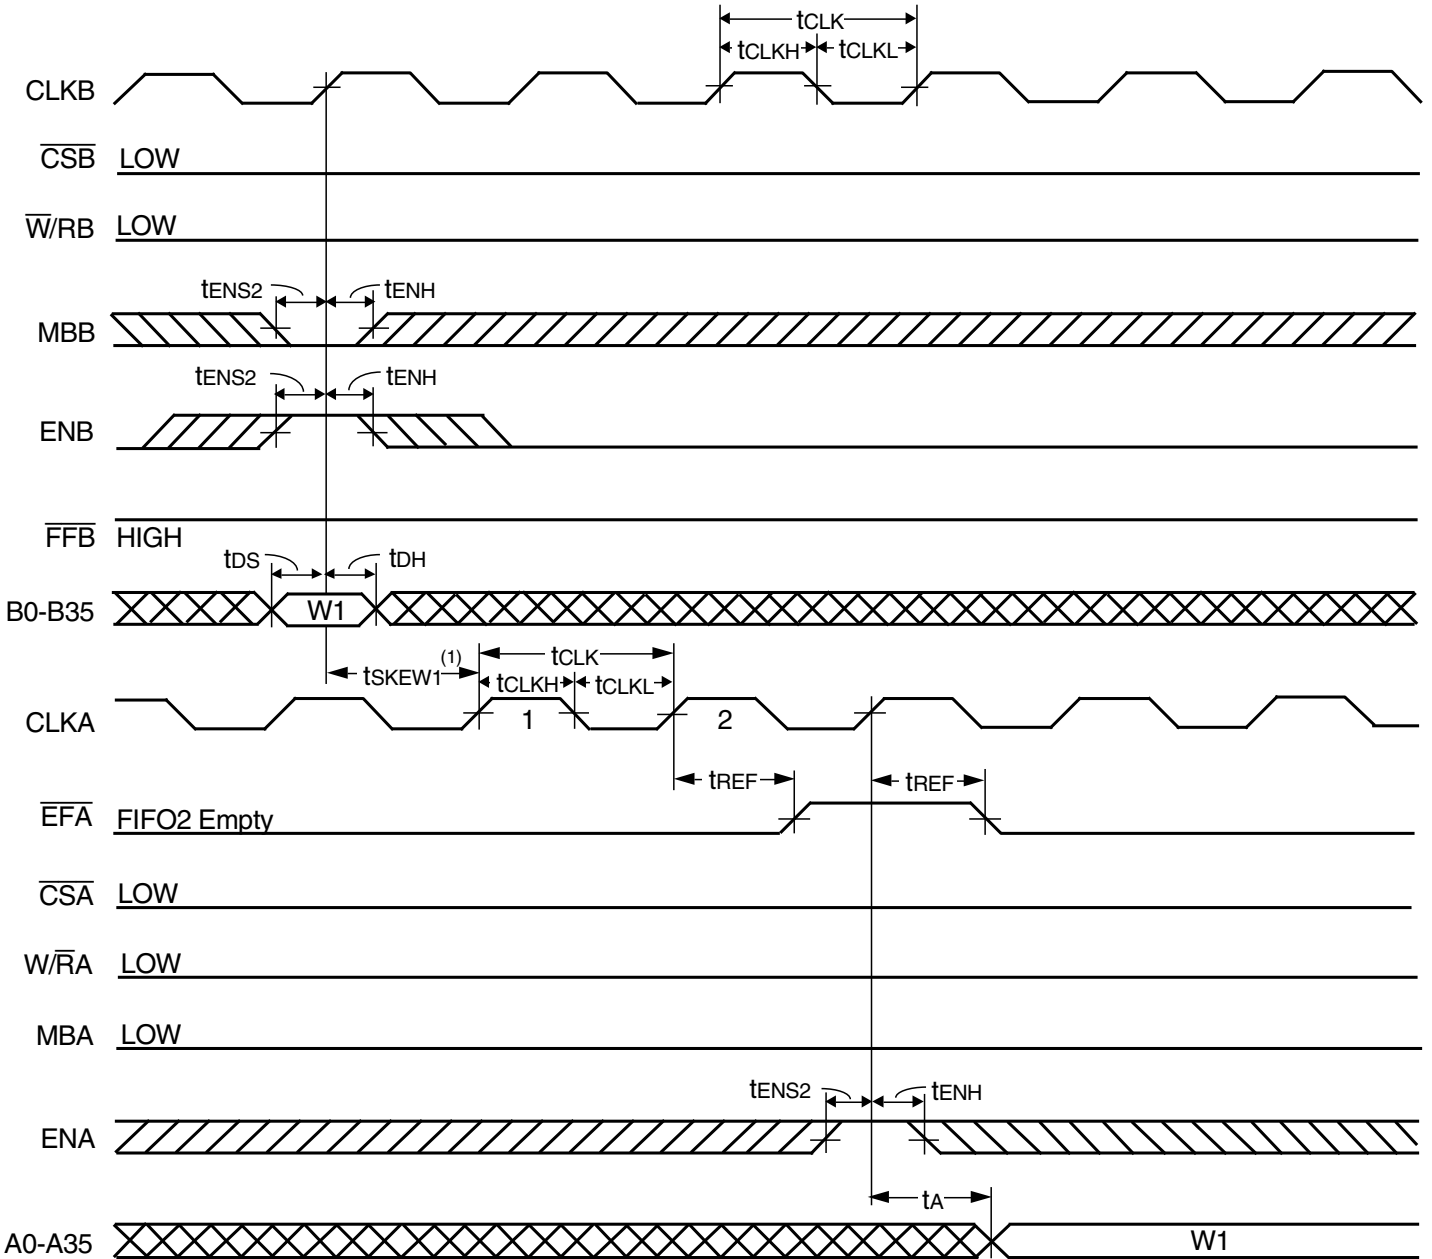 tCLK
tCLKH tCLKL
CLKB
CSB LOW
W/RB LOW
tENS2 tENH
MBB
tENS2 tENH
ENB
FFB HIGH
tDS tDH
B0-B35 W1
tSKEW1(1) tCLK
tCLKH tCLKL
CLKA 1 2
tREF tREF
EFA FIFO2 Empty
CSA LOW
W/RA LOW
MBA LOW
tENS2 tENH
ENA
tA
A0-A35 W1